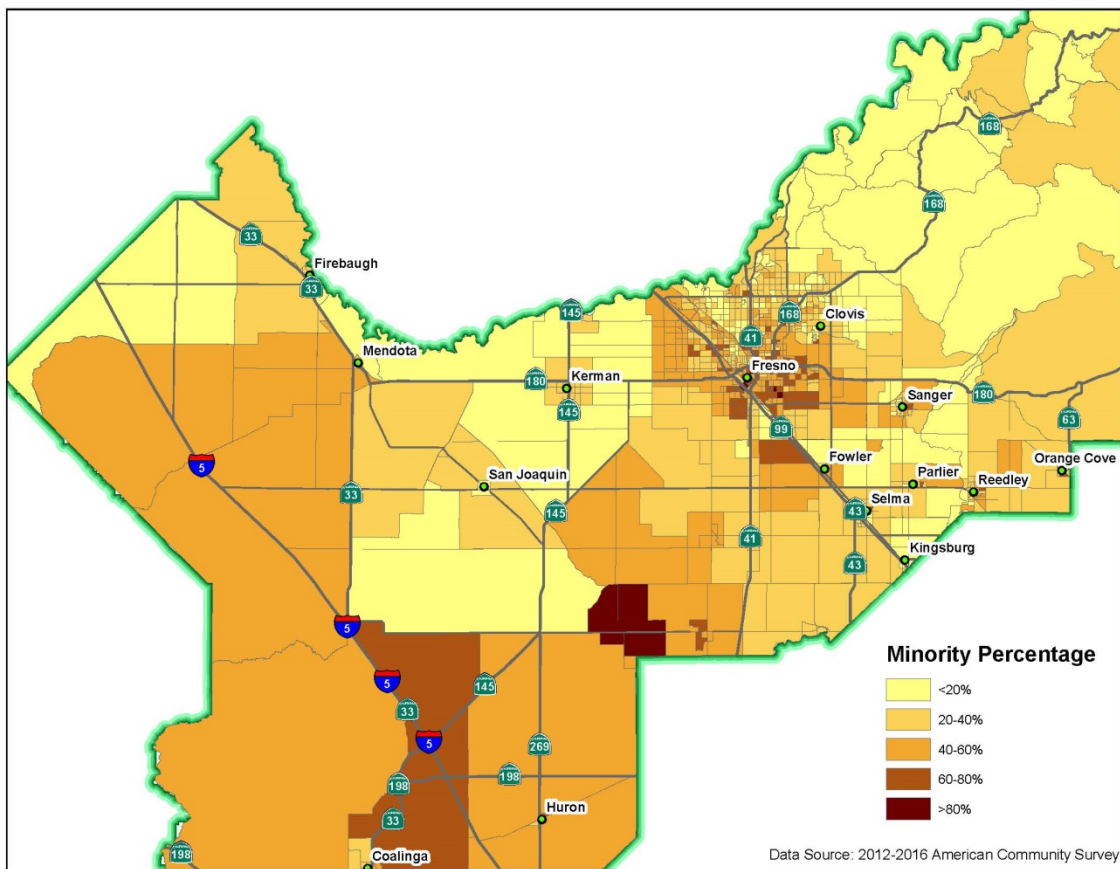 168
168
33
Firebaugh
33
145
168
Clovis
41
Mendota
Fresno
180
Kerman
180
145
Sanger
63
99
5
Fowler
Orange Cove
Parlier
Reedley
33
San Joaquin
145
Selma
43
41
Kingsburg
43
5
Minority Percentage
5
145
<20%
33
20-40%
5
269
40-60%
198
198
60-80%
33
Huron
>80%
198
Coalinga
Data Source: 2012-2016 American Community Survey